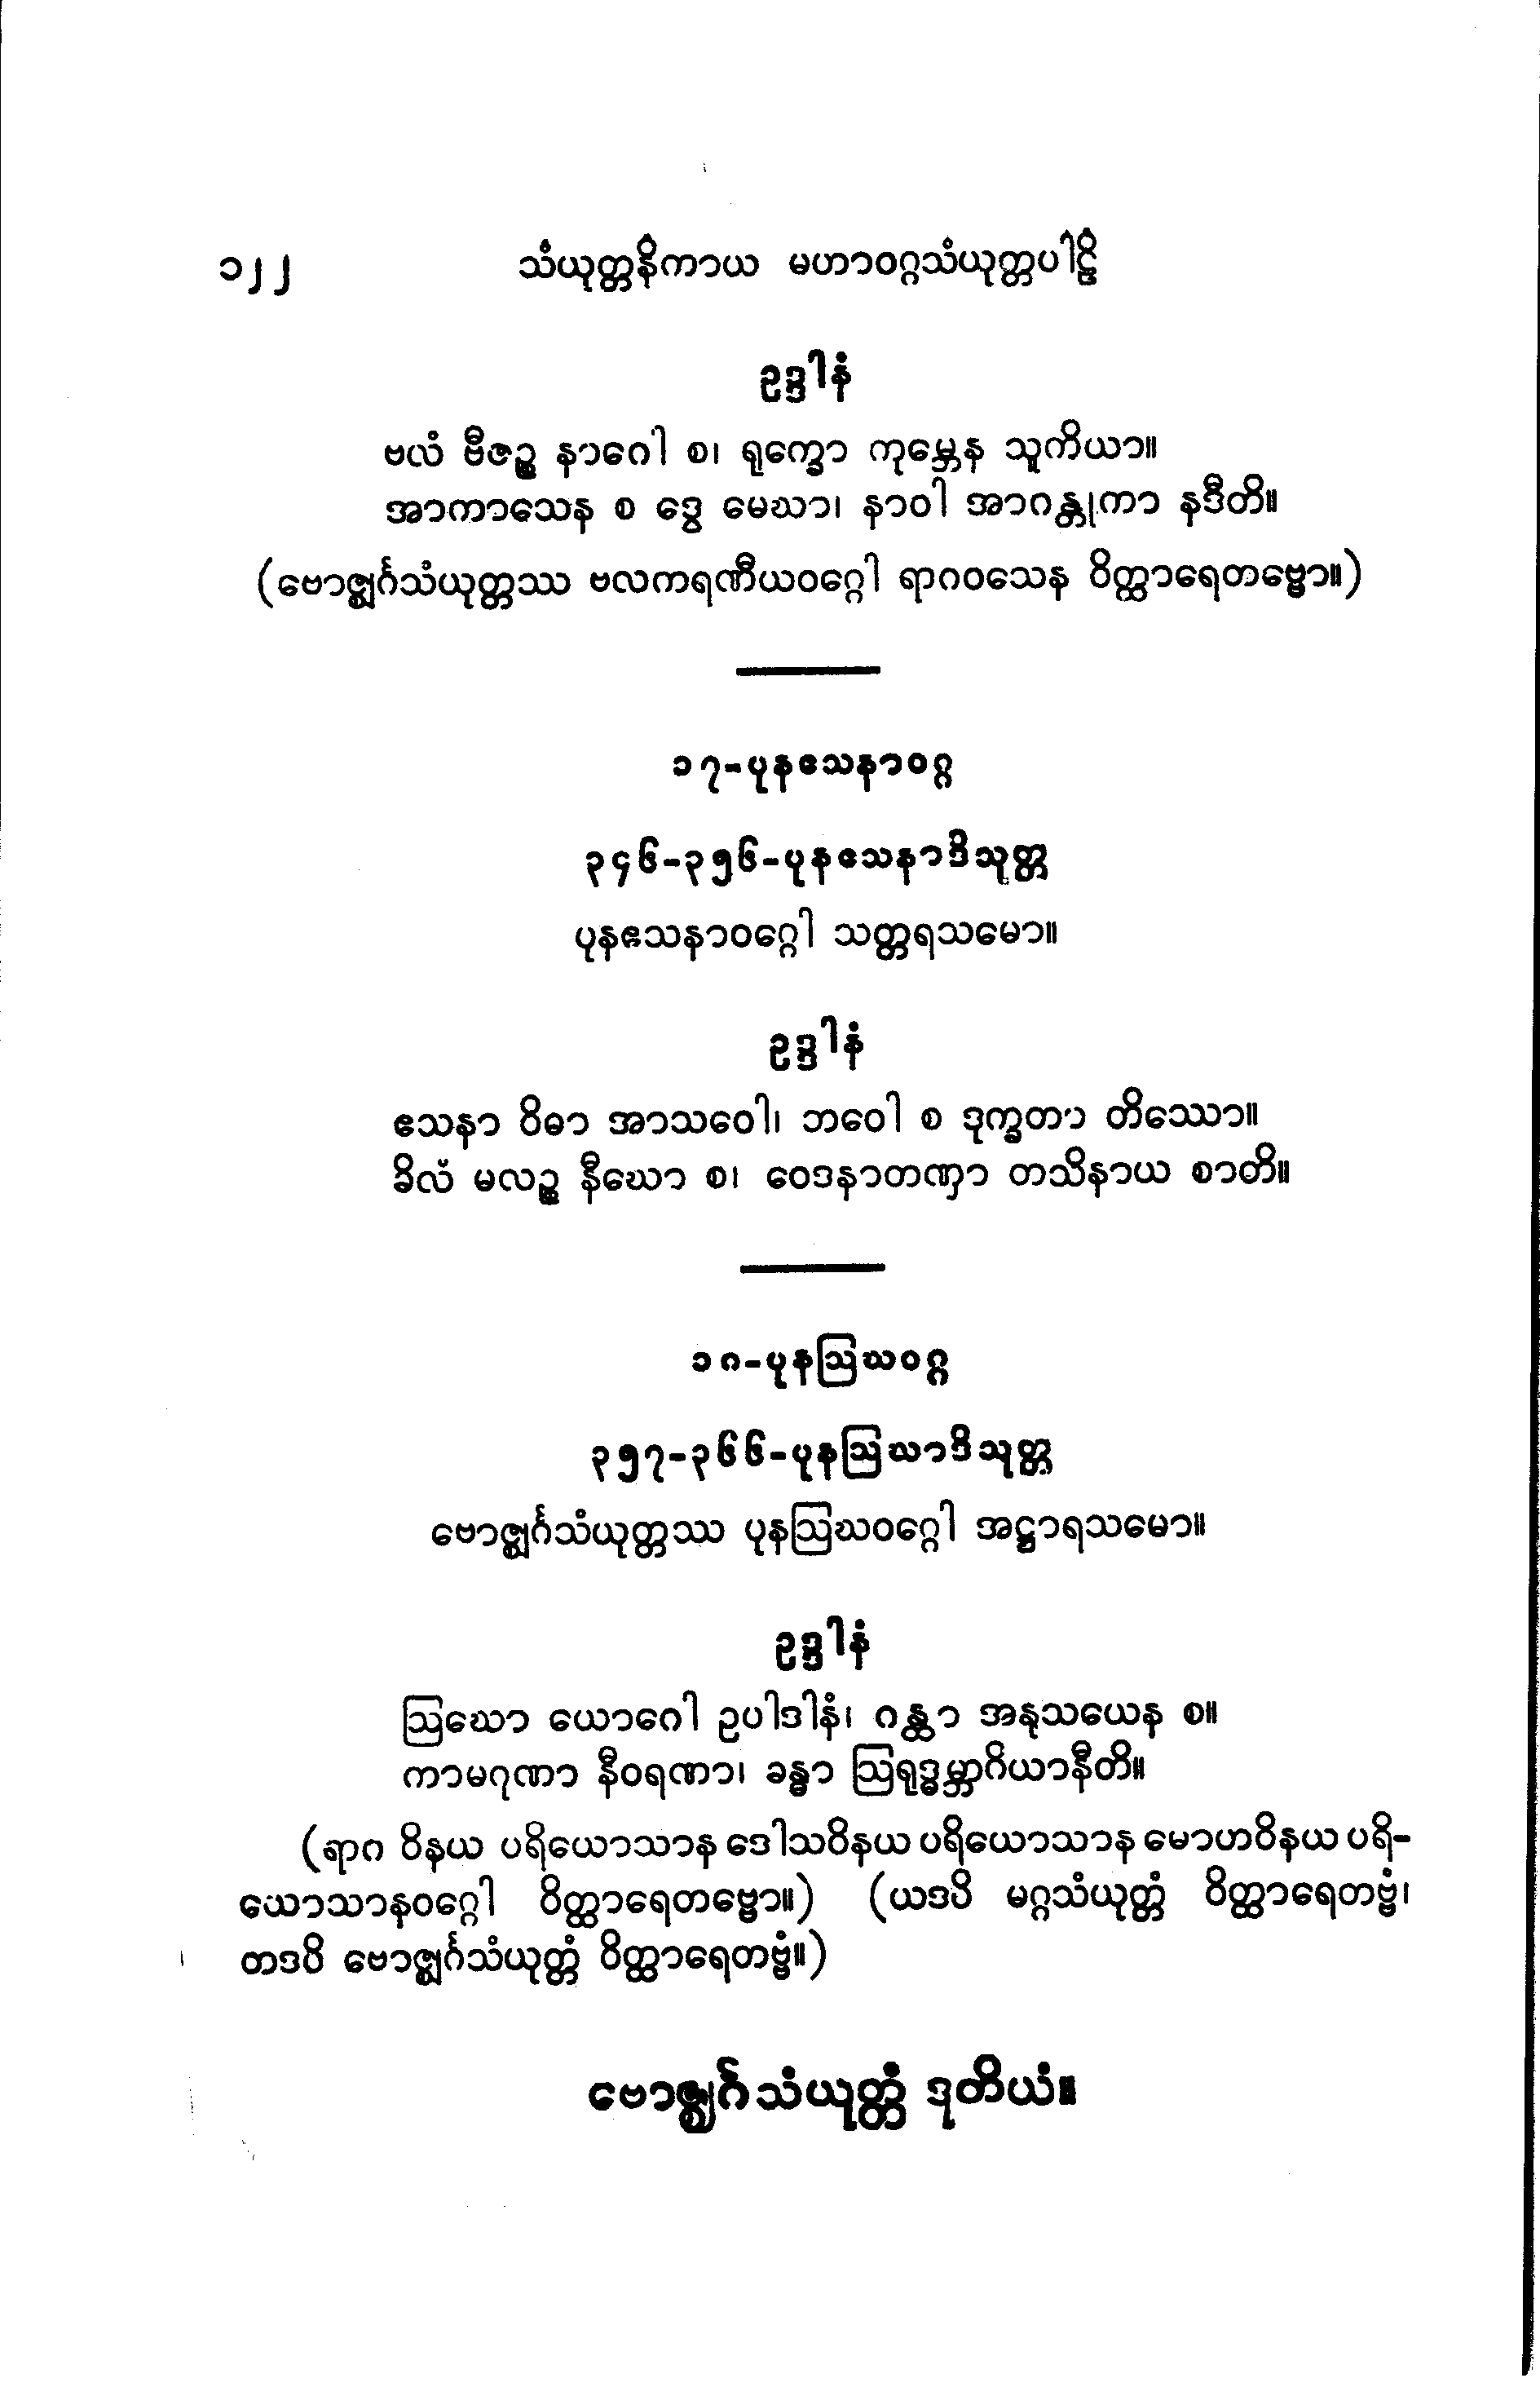 ၁၂၂ သံယုတ္တနိကာယ မဟာဝဂ္ဂသံယုတ္တပါဠိ
ဥဒ္ဒါနံ
ဗလံ ဗီဇဉ္စ နာဂေါ စ၊ ရုက္ခော ကုမ္ဘေန သူကိယာ။
အာကာသေန စ ဒွေ မေဃာ၊ နာဝါ အာဂန္တုကာ နဒီတိ။
(ဗောဇ္ဈင်္ဂသံယုတ္တဿ ဗလကရဏီယဝဂ္ဂေါ ရာဂဝသေန ဝိတ္ထာရေတဗ္ဗော။)
၁၇-ပုနဧသနာဝဂ္ဂ
၃၄၆-၃၅၆-ပုနဧသနာဒိသုတ္တ
ပုနဧသနာဝဂ္ဂေါ သတ္တရသမော။
ဥဒ္ဒါနံ
ဧသနာ ဝိဓာ အာသဝေါ၊ ဘဝေါ စ ဒုက္ခတာ တိဿော။
ခိလံ မလဉ္စ နီဃော စ၊ ဝေဒနာတဏှာ တသိနာယ စာတိ။
၁၈-ပုနဩဃဝဂ္ဂ
၃၅၇-၃၆၆-ပုနဩဃာဒိသုတ္တ
ဗောဇ္ဈင်္ဂသံယုတ္တဿ ပုနဩဃဝဂ္ဂေါ အဋ္ဌာရသမော။
ဥဒ္ဒါနံ
ဩဃော ယောဂေါ ဥပါဒါနံ၊ ဂန္ထာ အနုသယေန စ။
ကာမဂုဏာ နီဝရဏာ၊ ခန္ဓာ ဩရုဒ္ဓမ္ဘာဂိယာနီတိ။
(ရာဂ ဝိနယ ပရိယောသာန ဒေါသဝိနယ ပရိယောသာန မောဟဝိနယ ပရိ-
ယောသာနဝဂ္ဂေါ ဝိတ္ထာရေတဗ္ဗော။) (ယဒပိ မဂ္ဂသံယုတ္တံ ဝိတ္ထာရေတဗ္ဗံ၊
တဒပိ ဗောဇ္ဈင်္ဂသံယုတ္တံ ဝိတ္ထာရေတဗ္ဗံ။)
ဗောဇ္ဈင်္ဂသံယုတ္တံ ဒုတိယံ။